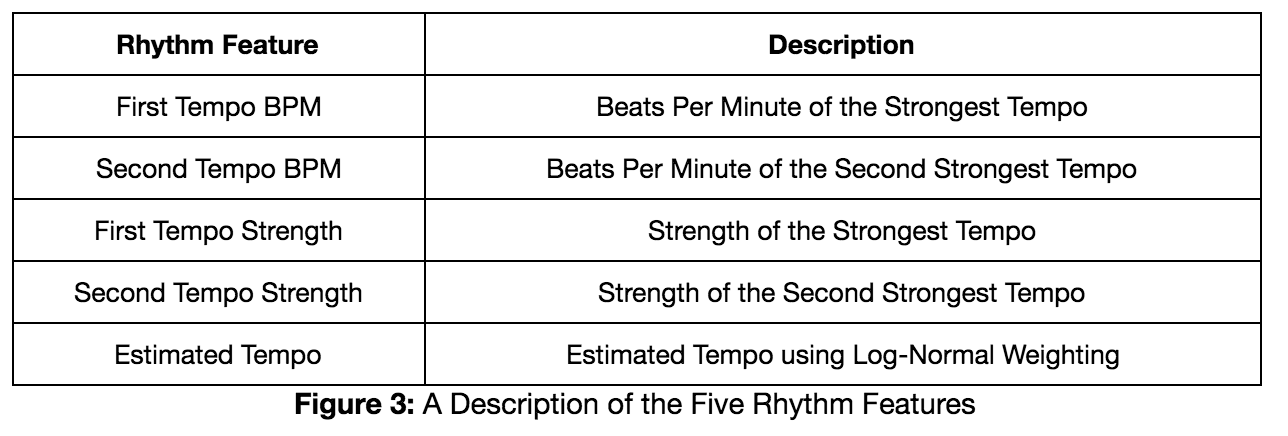 Rhythm Feature Description
First Tempo BPM Beats Per Minute of the Strongest Tempo
Second Tempo BPM Beats Per Minute of the Second Strongest Tempo
First Tempo Strength Strength of the Strongest Tempo
Second Tempo Strength Strength of the Second Strongest Tempo
Estimated Tempo Estimated Tempo using Log-Normal Weighting
Figure 3: A Description of the Five Rhythm Features